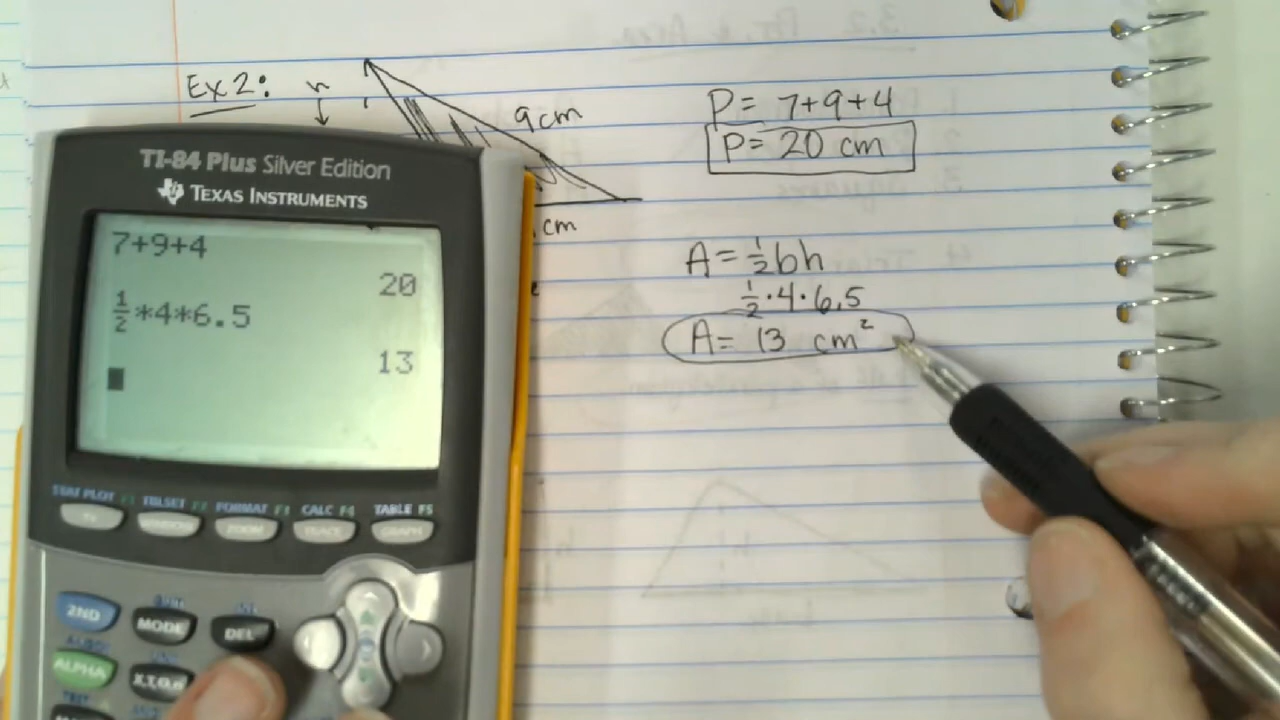 Ex 2: h
9cm
cm
P = 7+9+4
P = 20 cm
A = ½bh
½·4·6.5
A = 13 cm²
TI-84 Plus Silver Edition
TEXAS INSTRUMENTS
7+9+4
20
½*4*6.5
13
STAT PLOT F1 TBLSET F2 FORMAT F3 CALC F4 TABLE F5
WINDOW ZOOM TRACE GRAPH
2ND MODE DEL
ALPHA X,T,θ,n